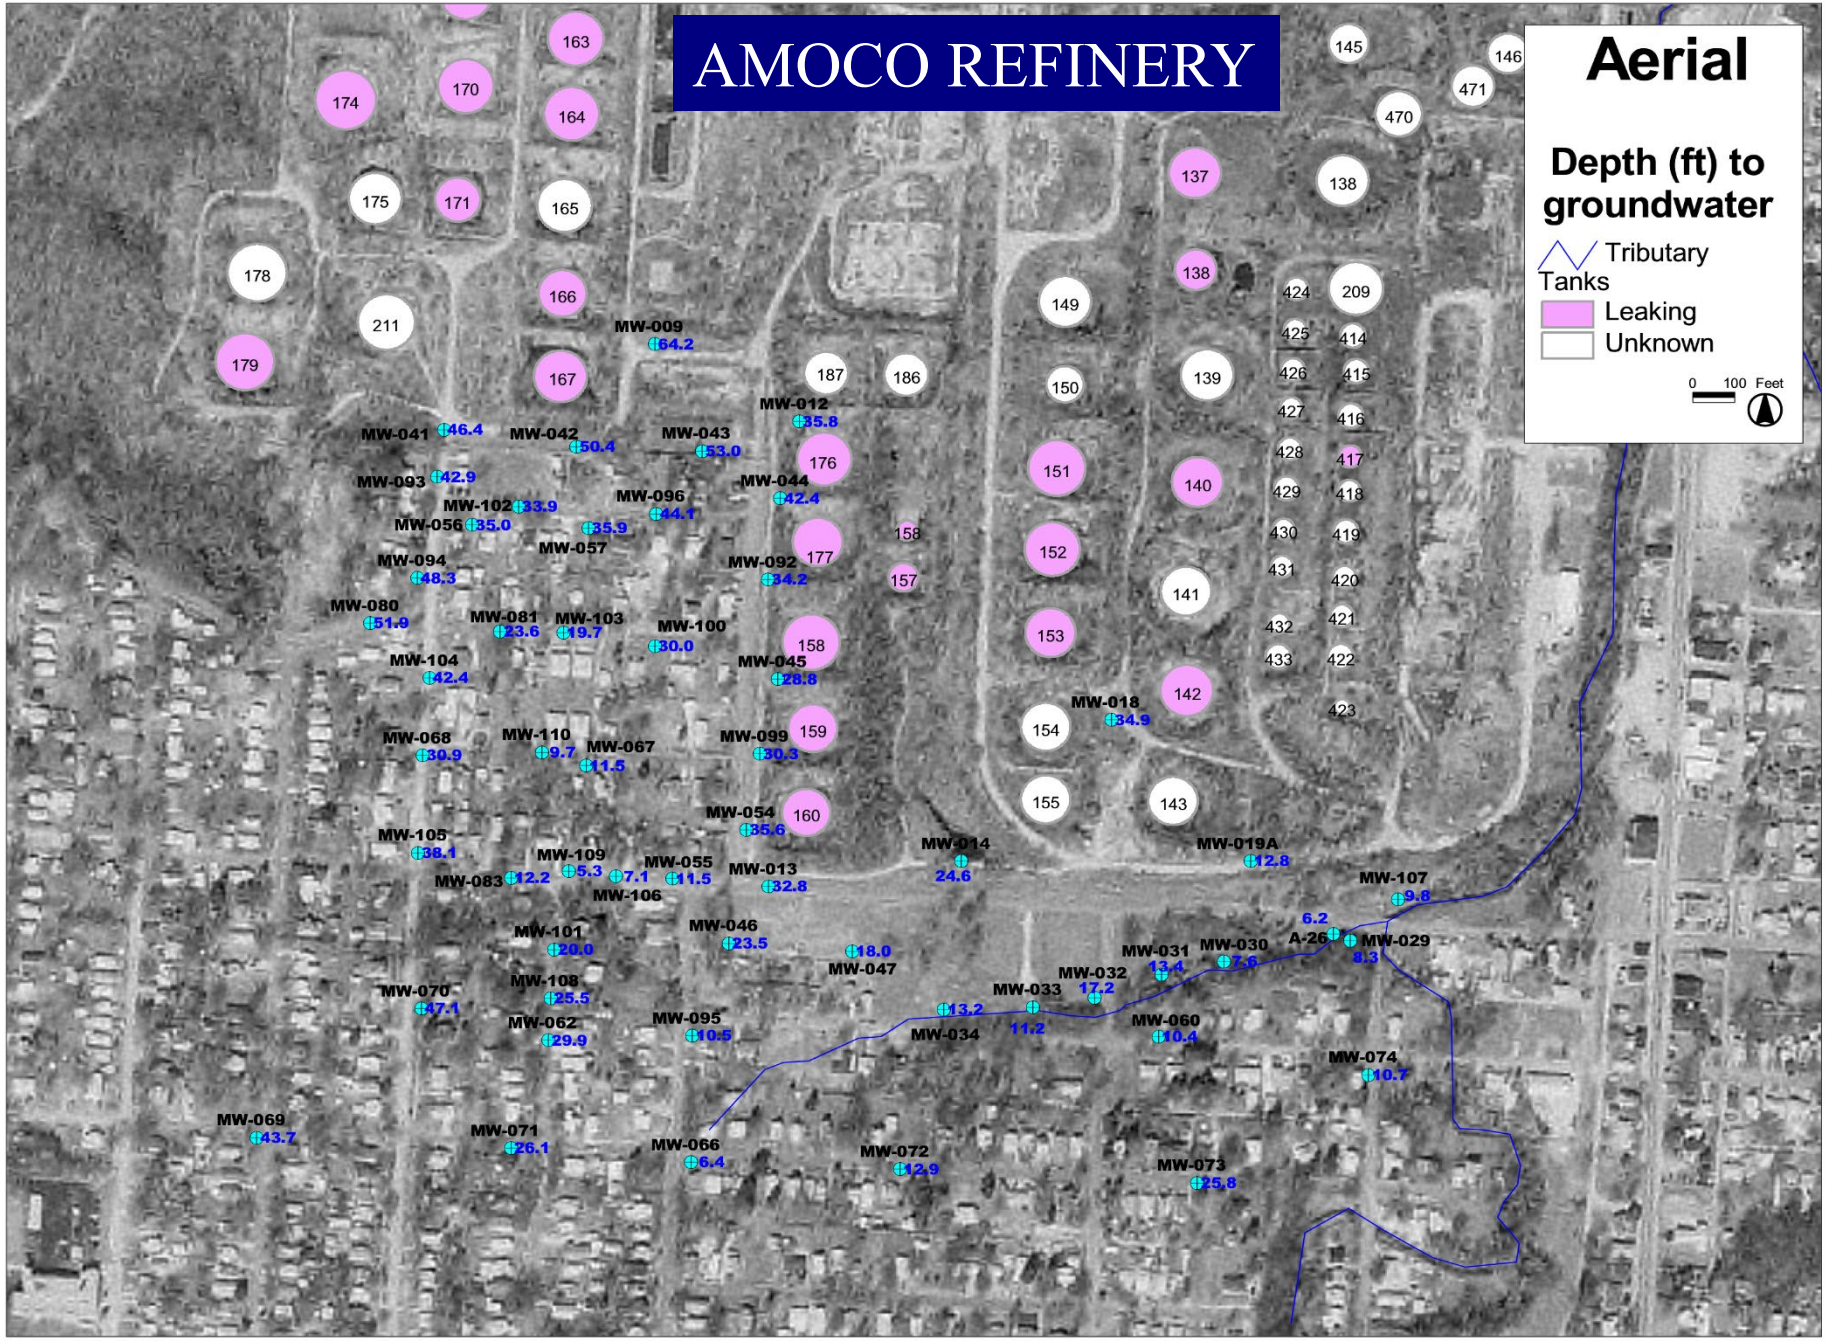 AMOCO REFINERY
Aerial
Depth (ft) to
groundwater
Tributary
Tanks
Leaking
Unknown
0 100 Feet
163
145
146
174
170
164
471
470
137
138
175
171
165
178
138
166
149
424
209
211
425
414
MW-009
64.2
179
167
187
186
150
139
426
415
MW-012
35.8
427
416
MW-041
46.4
MW-042
50.4
MW-043
53.0
176
151
140
428
417
MW-093
42.9
MW-044
42.4
429
418
MW-102
33.9
MW-096
44.1
MW-056
35.0
35.9
MW-057
177
158
152
430
419
MW-094
48.3
MW-092
34.2
157
431
420
141
MW-080
51.9
MW-081
23.6
MW-103
19.7
MW-100
30.0
158
153
432
421
MW-104
42.4
MW-045
28.8
433
422
142
MW-018
34.9
423
MW-068
30.9
MW-110
9.7
MW-067
11.5
MW-099
30.3
159
154
155
143
MW-054
35.6
160
MW-105
38.1
MW-109
5.3
MW-083
12.2
7.1
MW-106
MW-055
11.5
MW-013
32.8
MW-014
24.6
MW-019A
12.8
MW-107
9.8
6.2
A-26
MW-029
8.3
MW-101
20.0
MW-046
23.5
18.0
MW-047
MW-031
13.4
MW-030
7.6
MW-032
17.2
MW-070
47.1
MW-108
25.5
MW-033
11.2
13.2
MW-034
MW-062
29.9
MW-095
10.5
MW-060
10.4
MW-074
10.7
MW-069
43.7
MW-071
26.1
MW-066
6.4
MW-072
12.9
MW-073
25.8